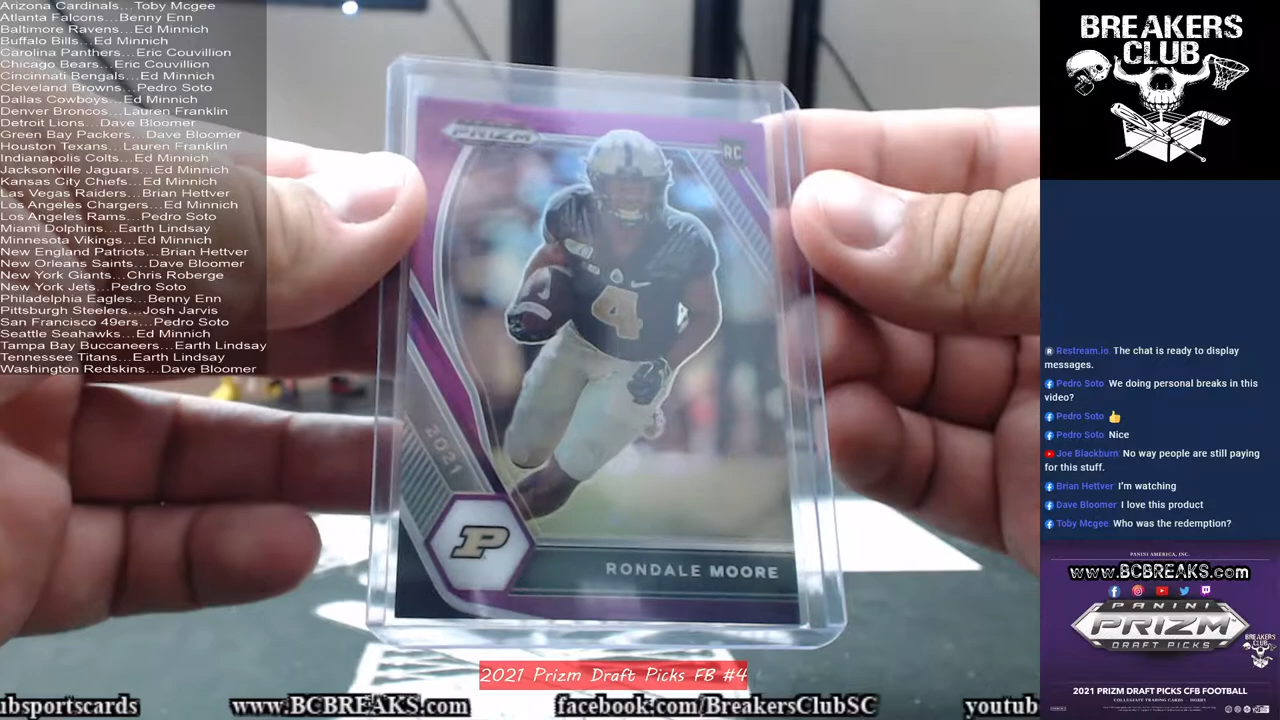 Arizona Cardinals...Toby Mcgee
Atlanta Falcons...Benny Enn
Baltimore Ravens...Ed Minnich
Buffalo Bills...Ed Minnich
Carolina Panthers...Eric Couvillion
Chicago Bears...Eric Couvillion
Cincinnati Bengals...Ed Minnich
Cleveland Browns...Pedro Soto
Dallas Cowboys...Ed Minnich
Denver Broncos...Lauren Franklin
Detroit Lions...Dave Bloomer
Green Bay Packers...Dave Bloomer
Houston Texans...Lauren Franklin
Indianapolis Colts...Ed Minnich
Jacksonville Jaguars...Ed Minnich
Kansas City Chiefs...Ed Minnich
Las Vegas Raiders...Brian Hettver
Los Angeles Chargers...Ed Minnich
Los Angeles Rams...Pedro Soto
Miami Dolphins...Earth Lindsay
Minnesota Vikings...Ed Minnich
New England Patriots...Brian Hettver
New Orleans Saints...Dave Bloomer
New York Giants...Chris Roberge
New York Jets...Pedro Soto
Philadelphia Eagles...Benny Enn
Pittsburgh Steelers...Josh Jarvis
San Francisco 49ers...Pedro Soto
Seattle Seahawks...Ed Minnich
Tampa Bay Buccaneers...Earth Lindsay
Tennessee Titans...Earth Lindsay
Washington Redskins...Dave Bloomer
PRIZM
RC
4
202
P
RONDALE MOORE
2021 Prizm Draft Picks FB #4
ubsportscards www.BCBREAKS facebook.com/BreakersClubSC youtub
BREAKERS
CLUB
Restream.io The chat is ready to display
messages.
Pedro Soto We doing personal breaks in this
video?
Pedro Soto 👍
Pedro Soto Nice
Joe Blackburn No way people are still paying
for this stuff.
Brian Hettver I'm watching
Dave Bloomer I love this product
Toby Mcgee Who was the redemption?
PANINI AMERICA, INC.
www.BCBREAKS.com
PANINI
PRIZM
DRAFT PICKS
BREAKERS
CLUB
2021 PRIZM DRAFT PICKS CFB FOOTBALL
COLLEGIATE TRADING CARDS - HOBBY